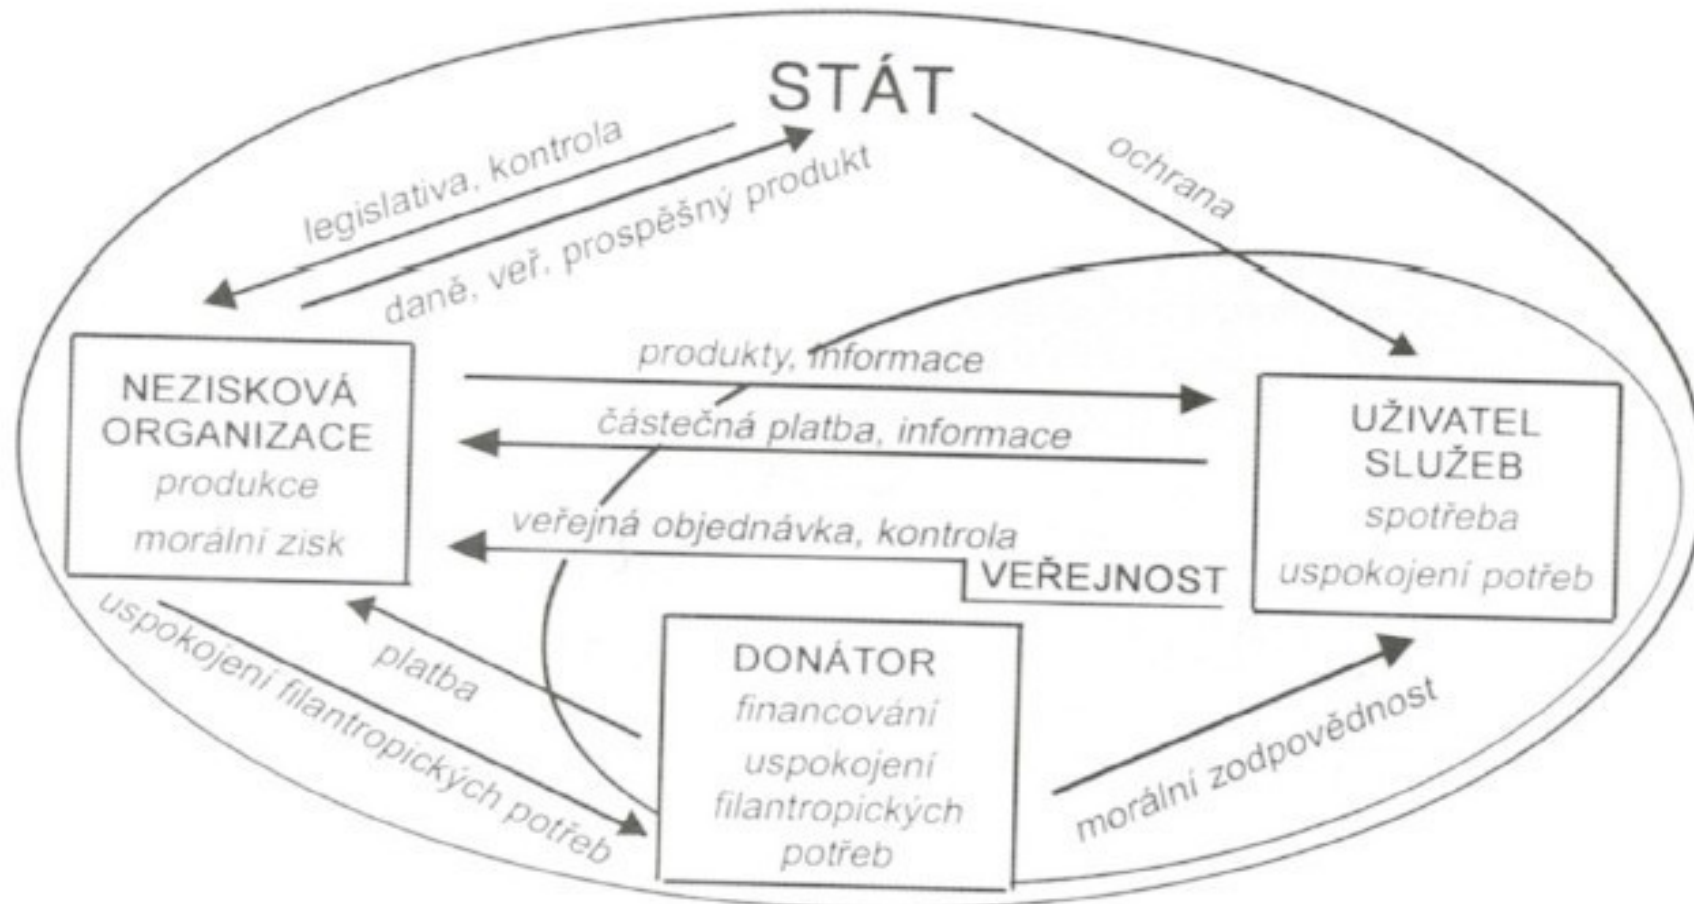 STÁT
legislativa, kontrola
daně, veř. prospěšný produkt
ochrana
produkty, informace
částečná platba, informace
veřejná objednávka, kontrola
NEZISKOVÁ
ORGANIZACE
produkce
morální zisk
UŽIVATEL
SLUŽEB
spotřeba
uspokojení potřeb
VEŘEJNOST
uspokojení filantropických potřeb
platba
DONÁTOR
financování
uspokojení
filantropických
potřeb
morální zodpovědnost